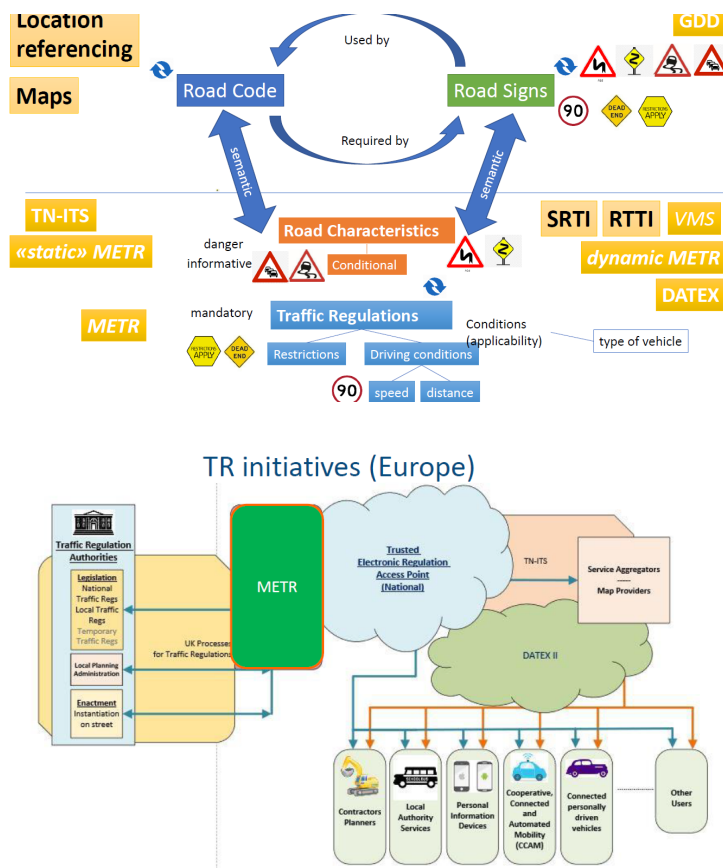 Location
referencing
Maps
Used by
Road Code
Road Signs
Required by
GDD
90
DEAD
END
RESTRICTIONS
APPLY
semantic
semantic
TN-ITS
«static» METR
METR
danger
informative
Road Characteristics
Conditional
SRTI
RTTI
VMS
dynamic METR
DATEX
mandatory
Traffic Regulations
Conditions
(applicability)
type of vehicle
RESTRICTIONS
APPLY
DEAD
END
Restrictions
Driving conditions
90
speed
distance
TR initiatives (Europe)
Traffic Regulation
Authorities
Legislation
National
Traffic Regs
Local Traffic
Regs
Temporary
Traffic Regs
Local Planning
Administration
Enactment
Instantiation
on street
UK Processes
for Traffic Regulations
METR
Trusted
Electronic Regulation
Access Point
(National)
TN-ITS
Service Aggregators
Map Providers
DATEX II
Contractors
Planners
SCHOOL BUS
Local
Authority
Services
Personal
Information
Devices
Cooperative,
Connected
and
Automated
Mobility
(CCAM)
Connected
personally
driven
vehicles
Other
Users